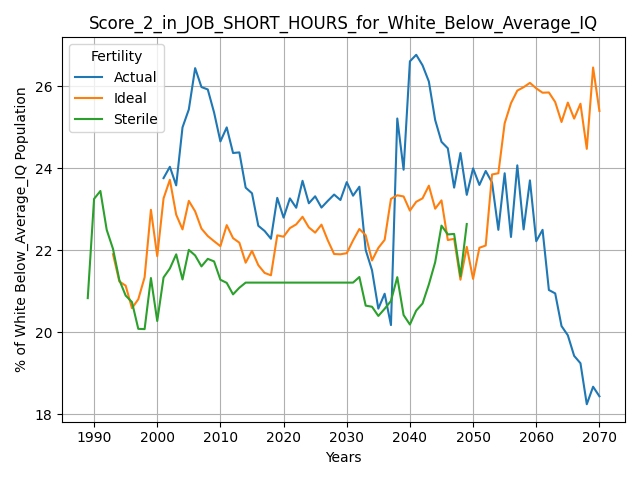 Score_2_in_JOB_SHORT_HOURS_for_White_Below_Average_IQ
Fertility
Actual
Ideal
Sterile
% of White Below_Average_IQ Population
26
24
22
20
18
1990
2000
2010
2020
2030
2040
2050
2060
2070
Years